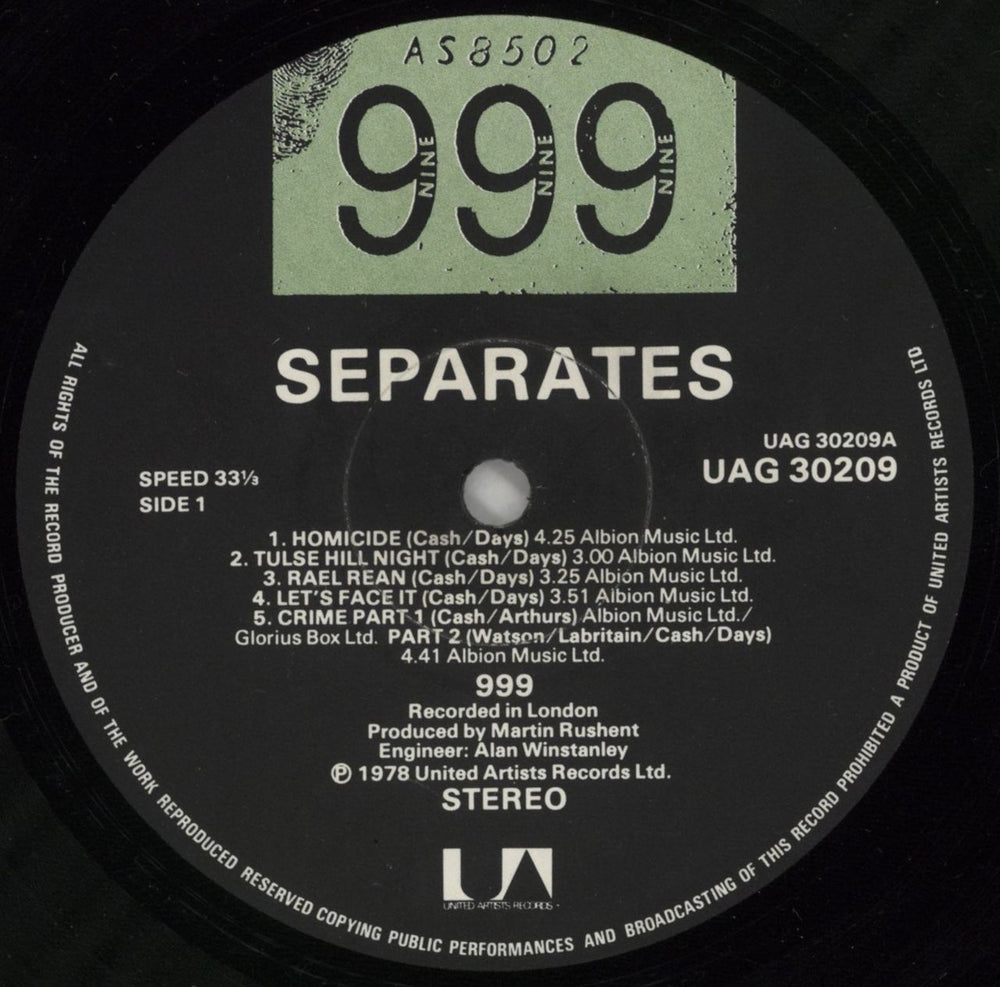 AS8502
999
NINE NINE NINE
SEPARATES
UAG 30209A
UAG 30209
SPEED 33⅓
SIDE 1
1. HOMICIDE (Cash/Days) 4.25 Albion Music Ltd.
2. TULSE HILL NIGHT (Cash/Days) 3.00 Albion Music Ltd.
3. RAEL REAN (Cash/Days) 3.25 Albion Music Ltd.
4. LET'S FACE IT (Cash/Days) 3.51 Albion Music Ltd.
5. CRIME PART 1 (Cash/Arthurs) Albion Music Ltd./
Glorius Box Ltd. PART 2 (Watson/Labritain/Cash/Days)
4.41 Albion Music Ltd.
999
Recorded in London
Produced by Martin Rushent
Engineer: Alan Winstanley
℗ 1978 United Artists Records Ltd.
STEREO
UA
UNITED ARTISTS RECORDS
ALL RIGHTS OF THE RECORD PRODUCER AND OF THE WORK REPRODUCED RESERVED COPYING PUBLIC PERFORMANCES AND BROADCASTING OF THIS RECORD PROHIBITED A PRODUCT OF UNITED ARTISTS RECORDS LTD